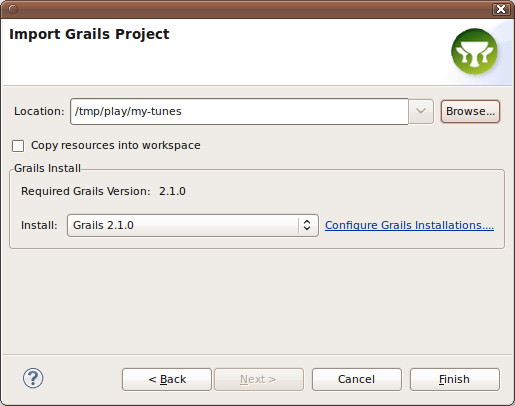 Import Grails Project
Location: /tmp/play/my-tunes Browse...
Copy resources into workspace
Grails Install
Required Grails Version: 2.1.0
Install: Grails 2.1.0 Configure Grails Installations....
? < Back Next > Cancel Finish